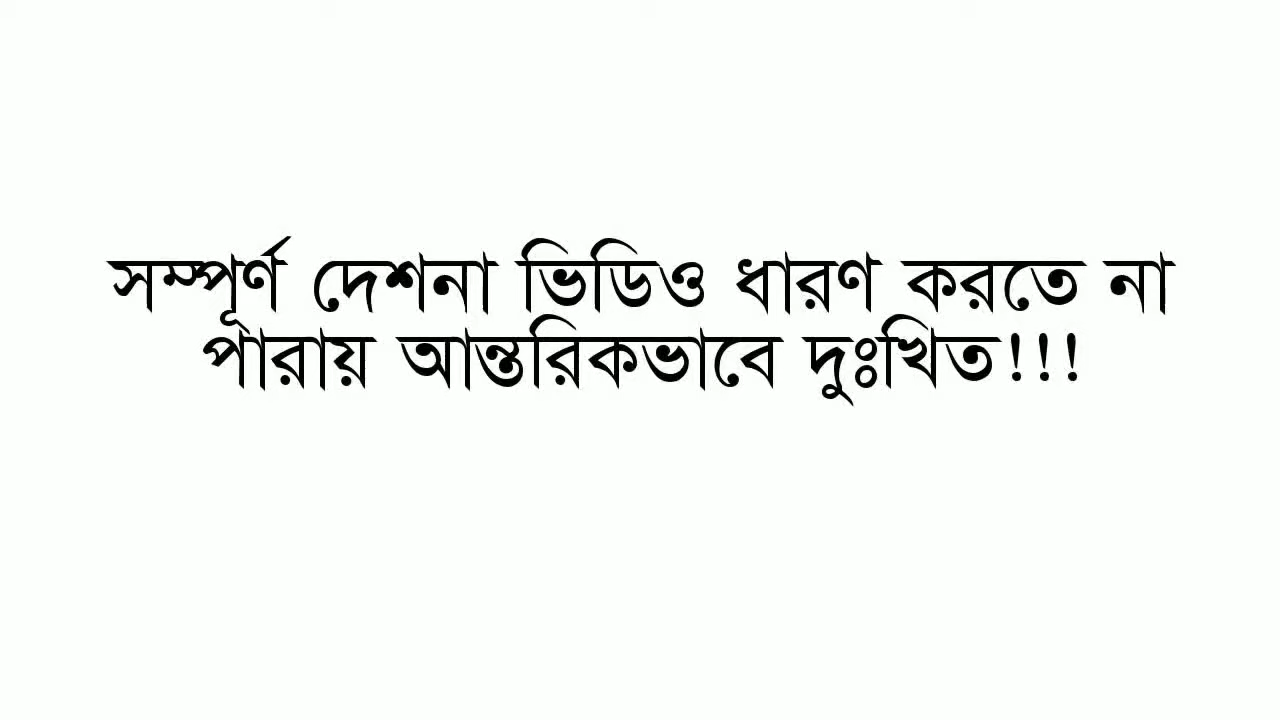 সম্পূর্ণ দেশনা ভিডিও ধারণ করতে না
পারায় আন্তরিকভাবে দুঃখিত!!!